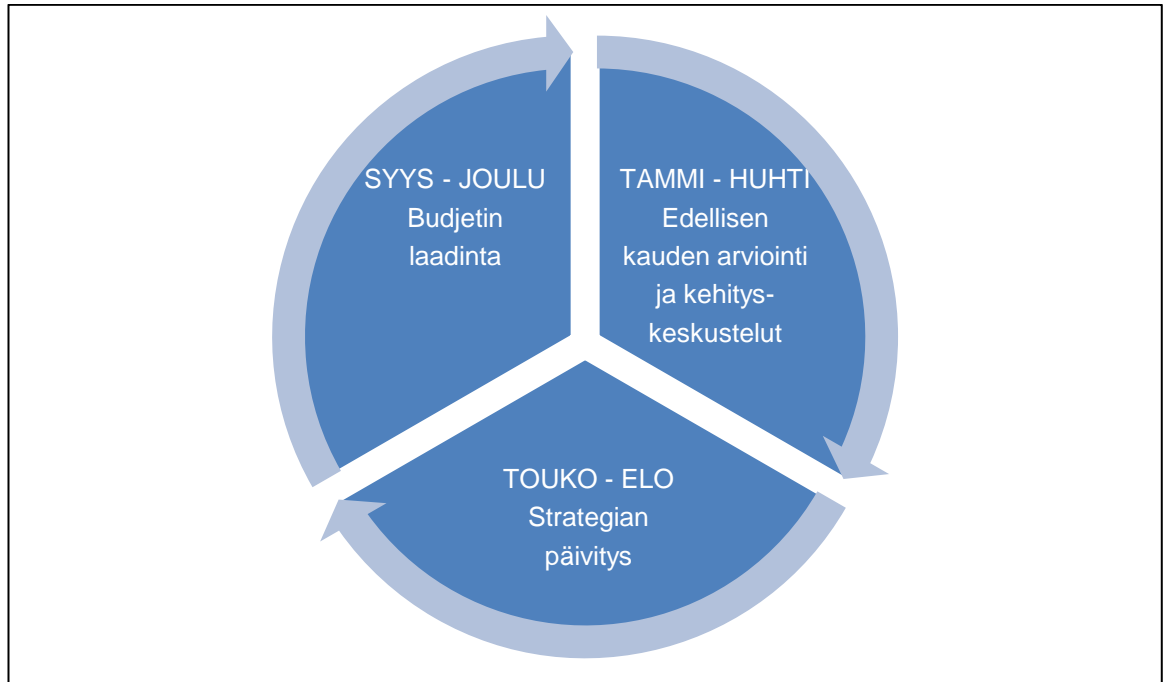 SYYS - JOULU
Budjetin
laadinta
TAMMI - HUHTI
Edellisen
kauden arviointi
ja kehitys-
keskustelut
TOUKO - ELO
Strategian
päivitys